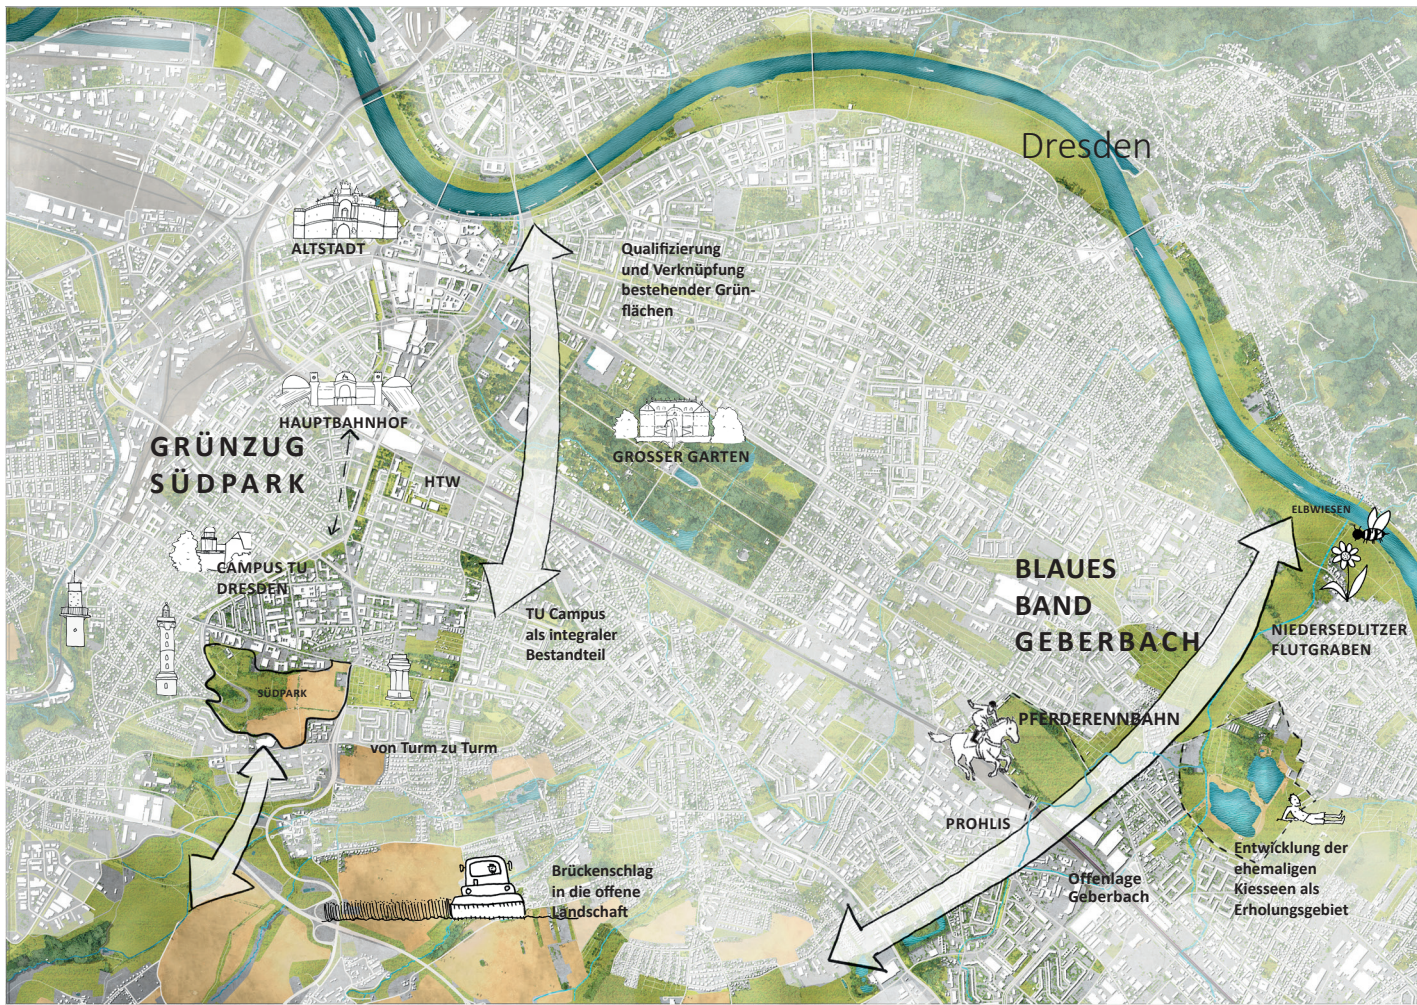 Dresden
ALTSTADT
Qualifizierung
und Verknüpfung
bestehender Grün-
flächen
HAUPTBAHNHOF
GRÜNZUG
SÜDPARK
GROSSER GARTEN
HTW
ELBWIESEN
CAMPUS TU
DRESDEN
BLAUES
BAND
GEBERBACH
TU Campus
als integraler
Bestandteil
NIEDERSEDLITZER
FLUTGRABEN
SÜDPARK
PFERDERENNBAHN
von Turm zu Turm
PROHLIS
Entwicklung der
ehemaligen
Kiesseen als
Erholungsgebiet
Brückenschlag
in die offene
Landschaft
Offenlage
Geberbach